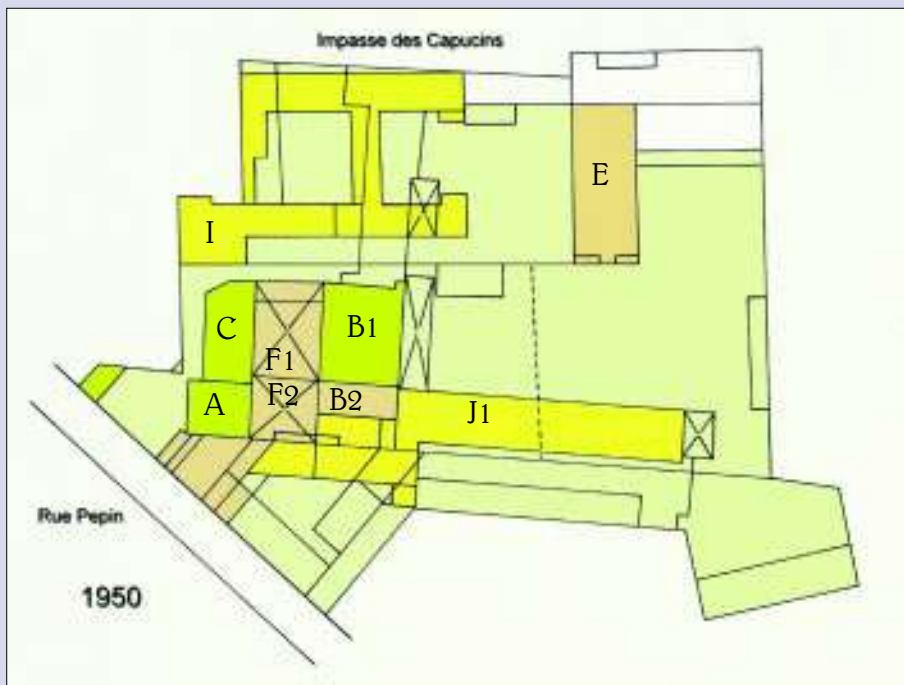 Impasse des Capucins
E
I
C
B1
F1
F2
B2
A
J1
Rue Pepin
1950